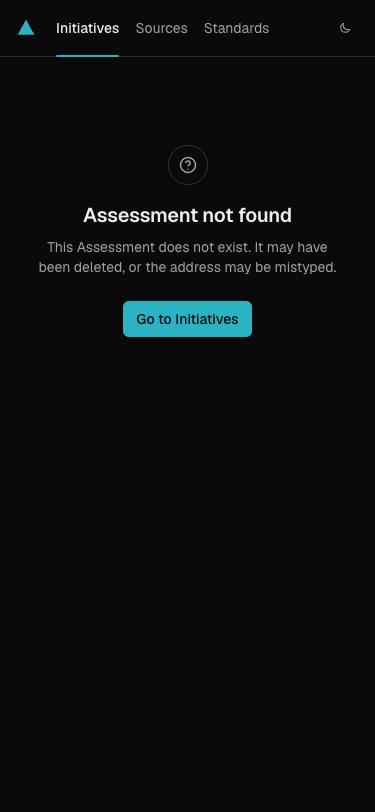 Initiatives Sources Standards
Assessment not found
This Assessment does not exist. It may have
been deleted, or the address may be mistyped.
Go to Initiatives